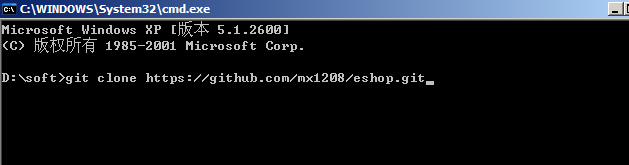 C:\WINDOWS\System32\cmd.exe
Microsoft Windows XP [版本 5.1.2600]
(C) 版权所有 1985-2001 Microsoft Corp.
D:\soft>git clone https://github.com/mx1208/eshop.git